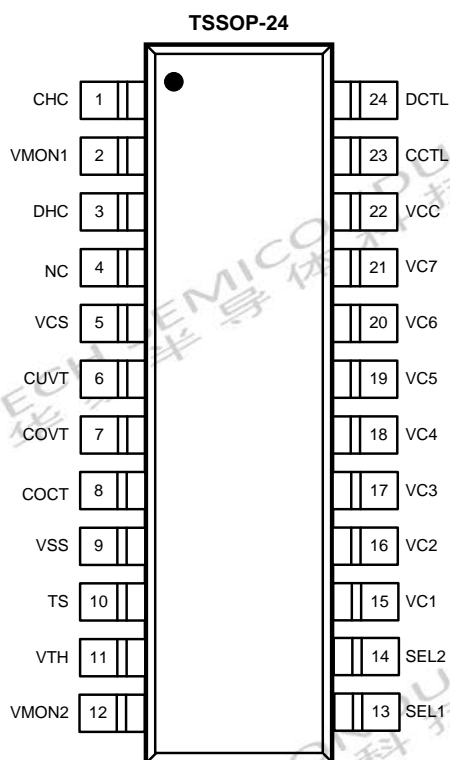 TSSOP-24
CHC 1 24 DCTL
VMON1 2 23 CCTL
DHC 3 22 VCC
NC 4 21 VC7
VCS 5 20 VC6
CUVT 6 19 VC5
COVT 7 18 VC4
COCT 8 17 VC3
VSS 9 16 VC2
TS 10 15 VC1
VTH 11 14 SEL2
VMON2 12 13 SEL1